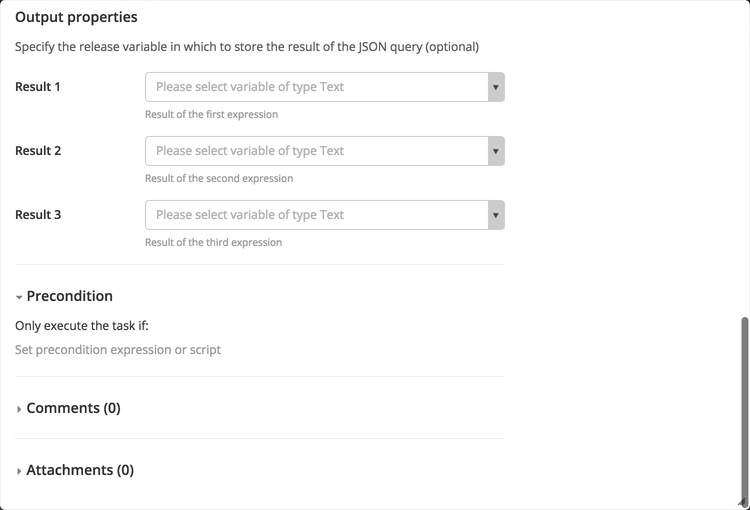 Output properties
Specify the release variable in which to store the result of the JSON query (optional)
Result 1
Please select variable of type Text
Result of the first expression
Result 2
Please select variable of type Text
Result of the second expression
Result 3
Please select variable of type Text
Result of the third expression
Precondition
Only execute the task if:
Set precondition expression or script
Comments (0)
Attachments (0)